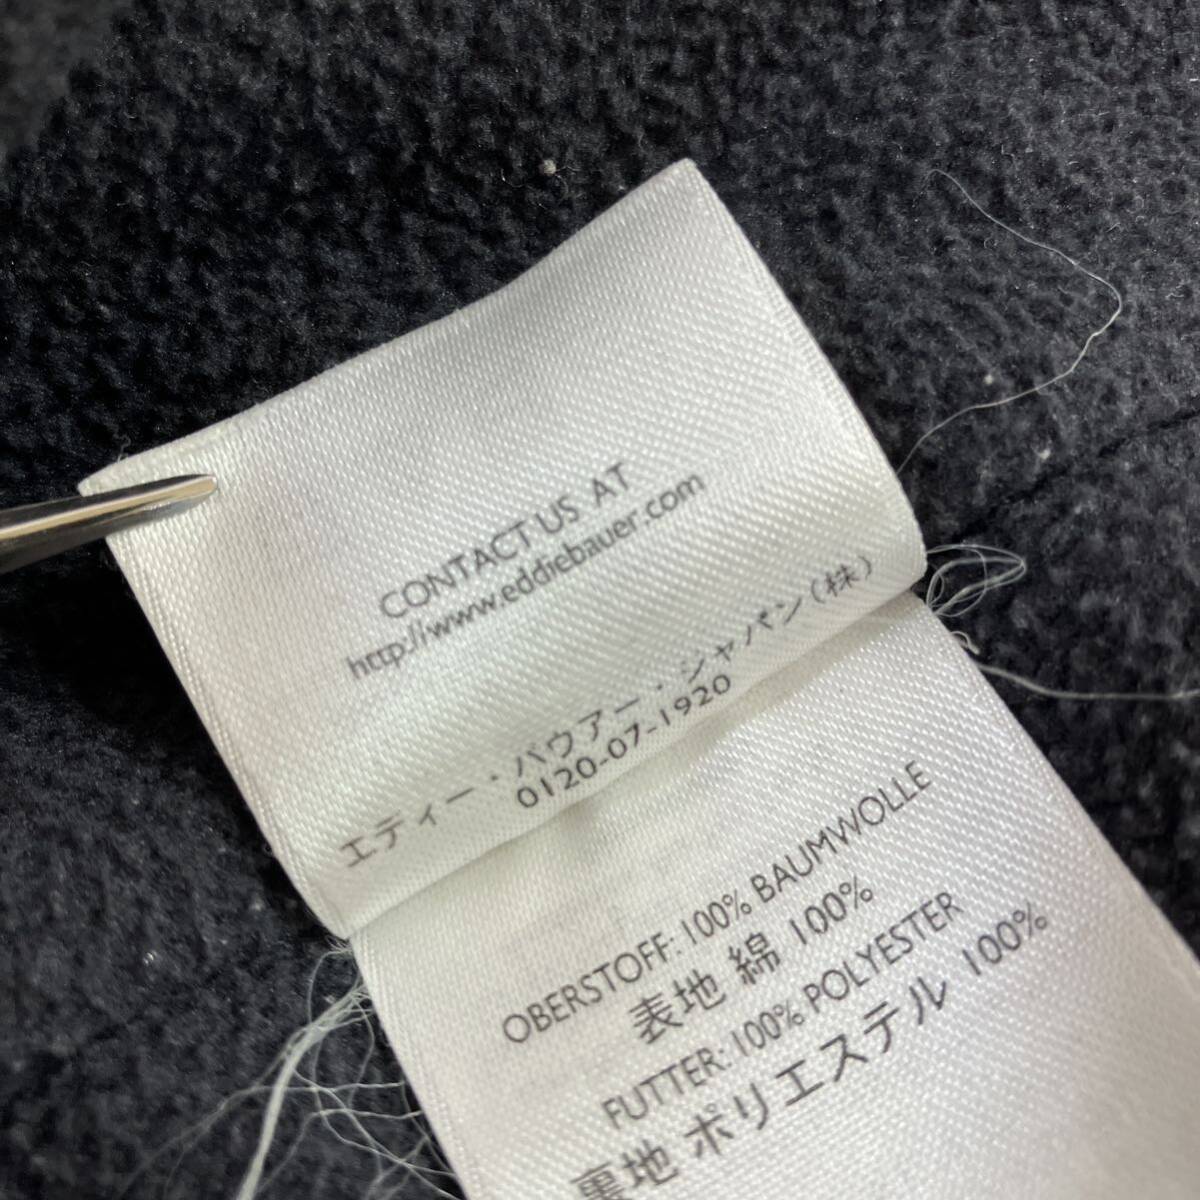 CONTACT US AT
http://www.eddiebauer.com
エディー・バウアー・ジャパン(株)
0120-07-1920
OBERSTOFF: 100% BAUMWOLLE
表地 綿 100%
FUTTER: 100% POLYESTER
裏地 ポリエステル 100%